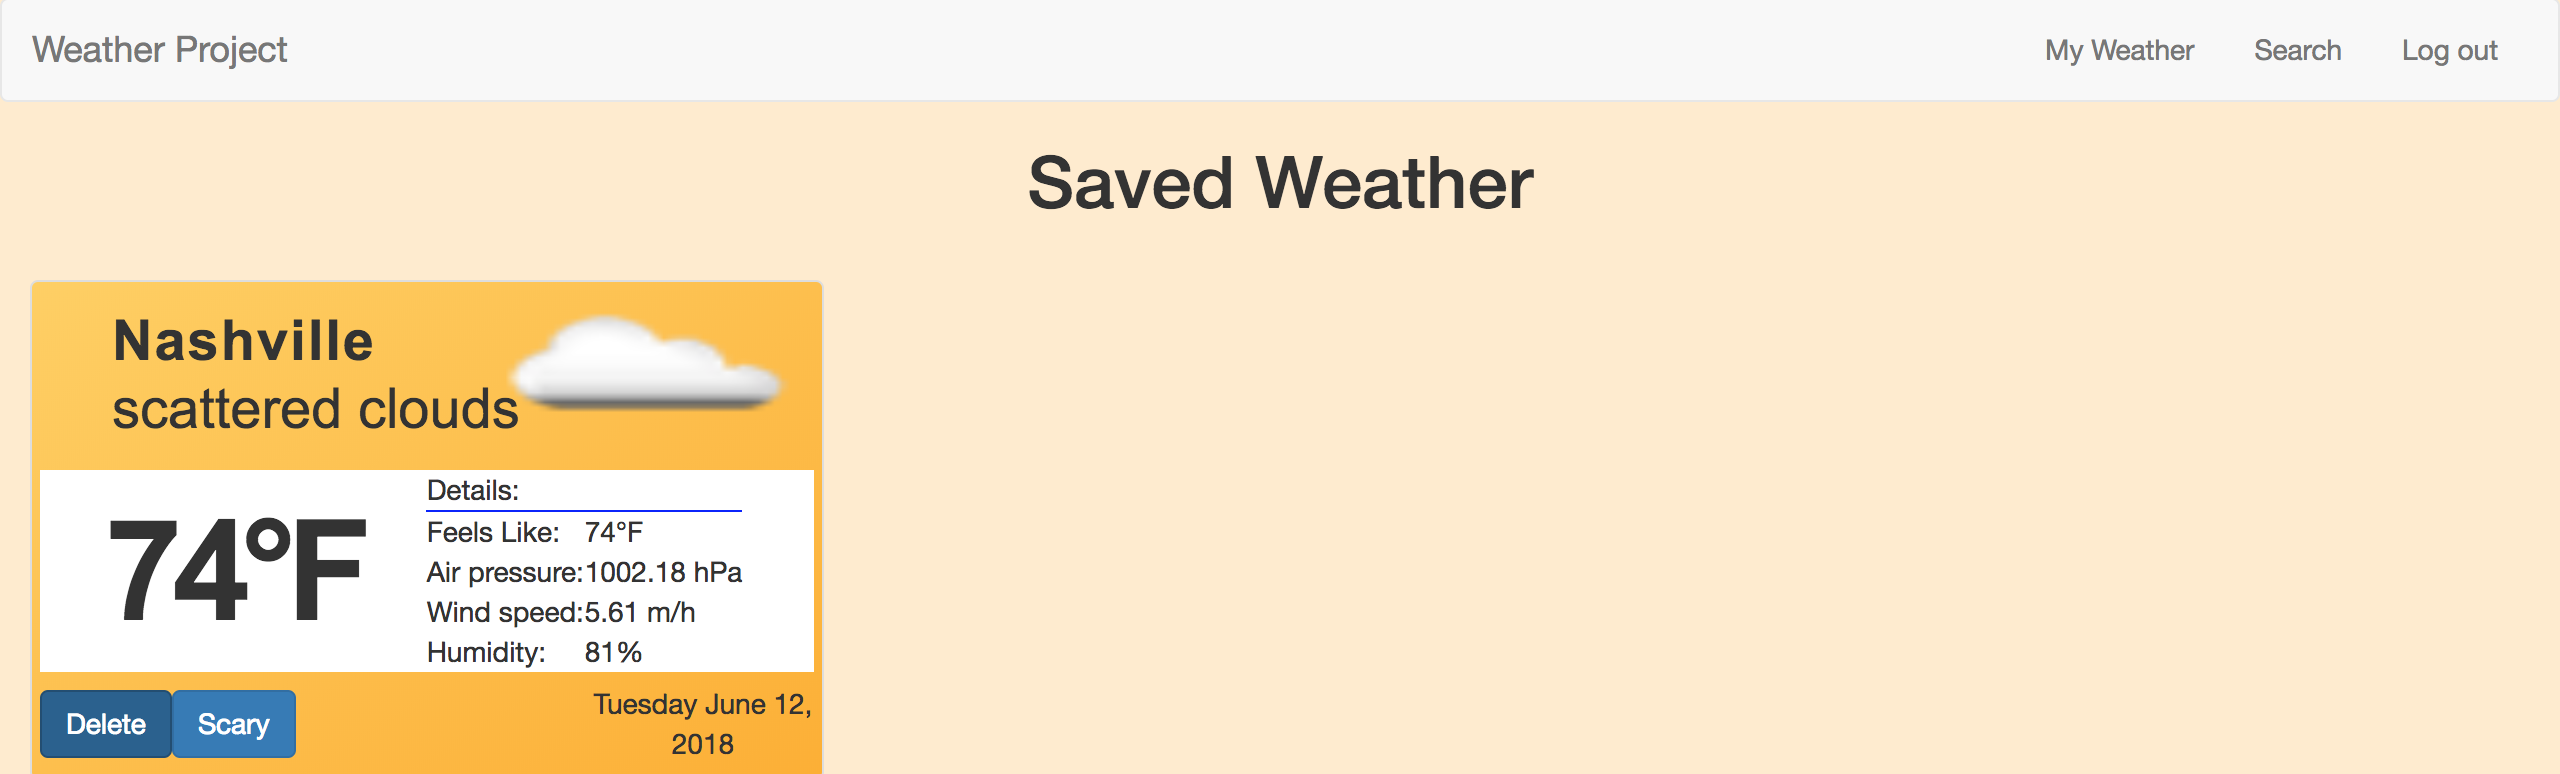 Weather Project My Weather Search Log out
Saved Weather
Nashville
scattered clouds
74°F
Details:
Feels Like: 74°F
Air pressure: 1002.18 hPa
Wind speed: 5.61 m/h
Humidity: 81%
Delete Scary
Tuesday June 12,
2018